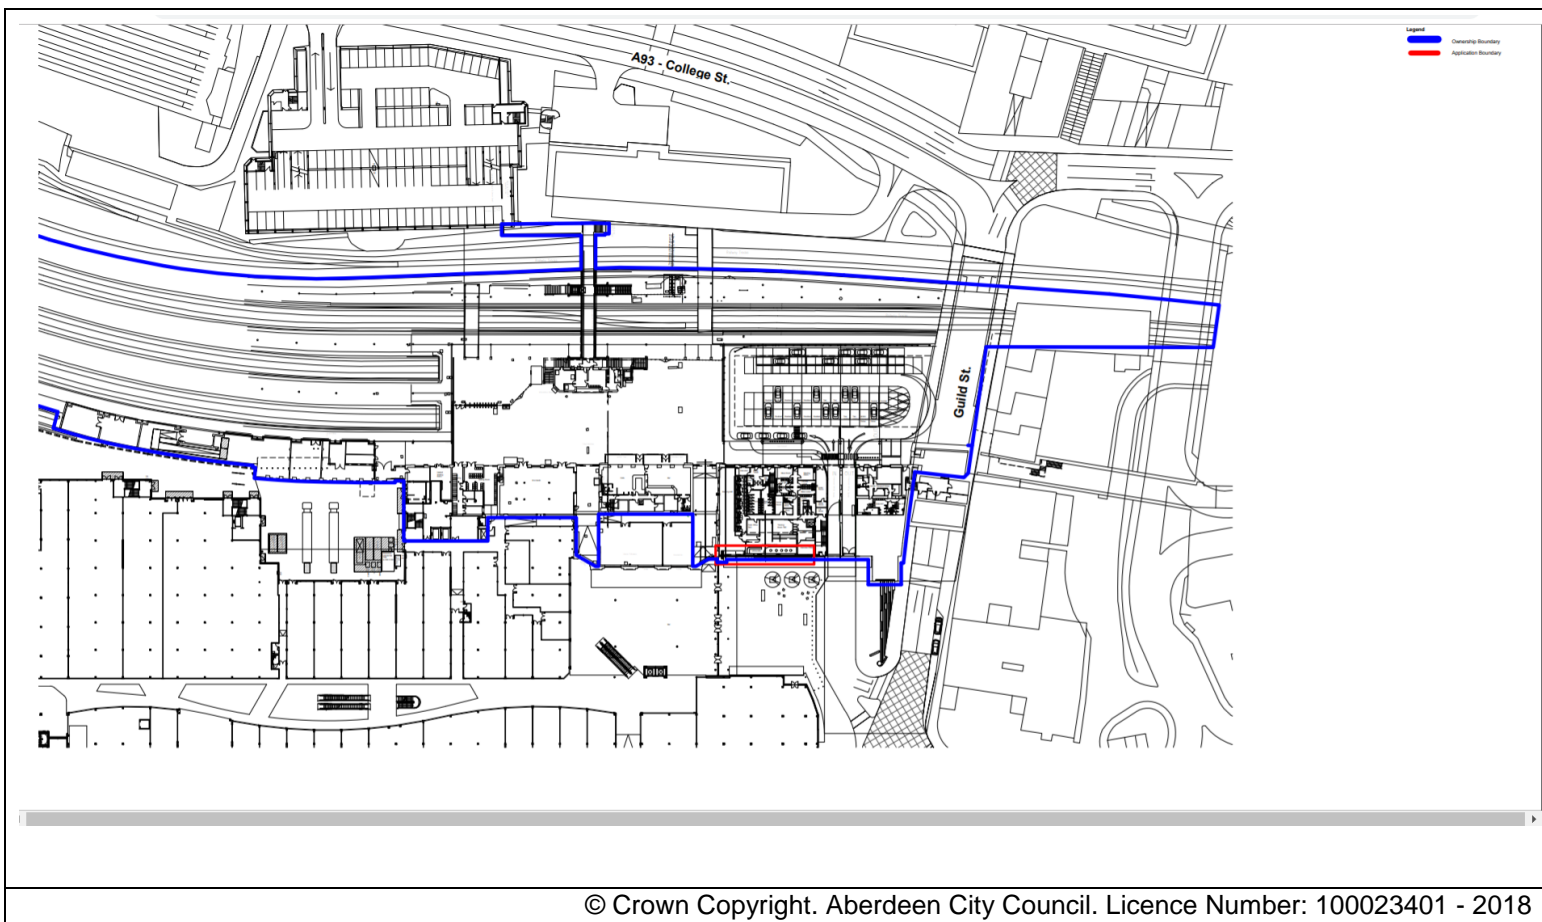 Legend
Ownership Boundary
Application Boundary
A93 - College St.
Guild St.
© Crown Copyright. Aberdeen City Council. Licence Number: 100023401 - 2018